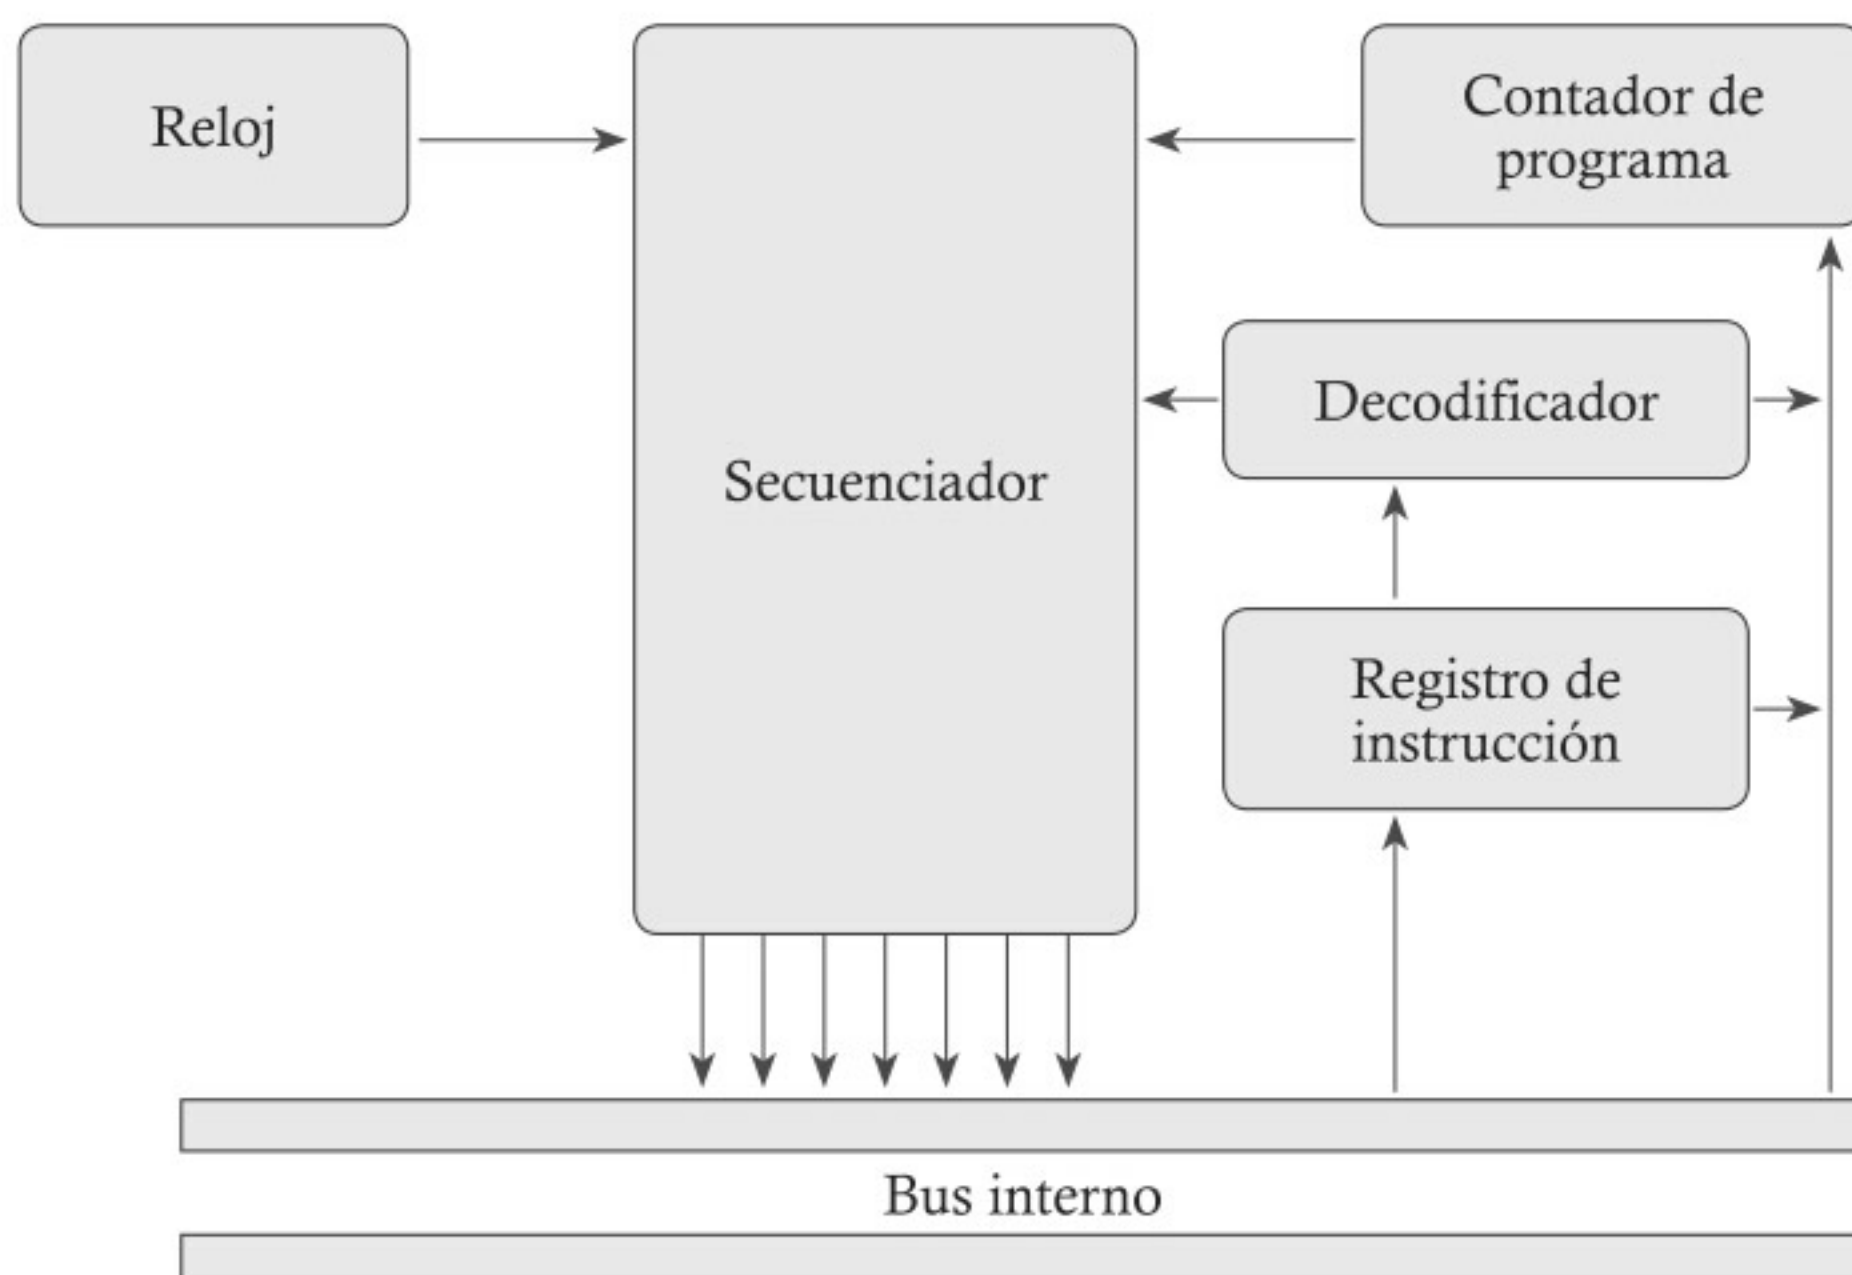 Reloj
Contador de
programa
Decodificador
Secuenciador
Registro de
instrucción
Bus interno